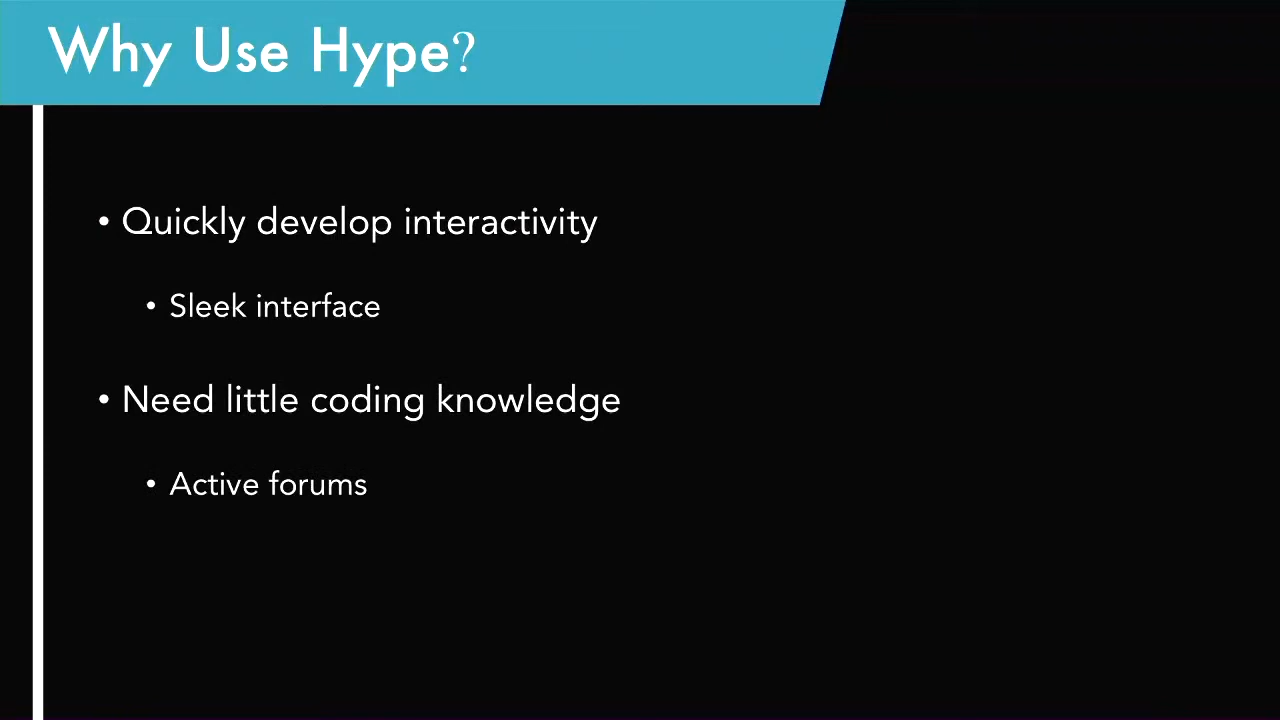 Why Use Hype?
• Quickly develop interactivity
• Sleek interface
• Need little coding knowledge
• Active forums